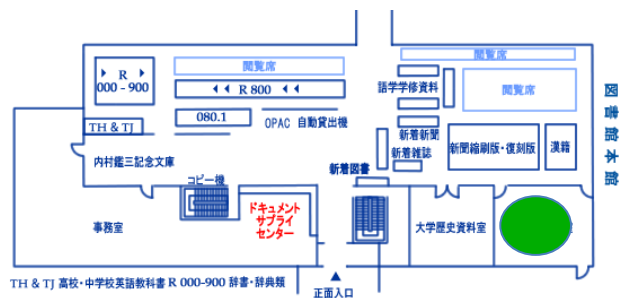 閲覧席
閲覧席
R
000 - 900
R 800
語学学修資料
閲覧席
080.1
OPAC 自動貸出機
新着新聞
TH & TJ
新着雑誌
新聞縮刷版・復刻版
漢籍
内村鑑三記念文庫
新着図書
コピー機
ドキュメント
サプライ
センター
事務室
大学歴史資料室
図書館本館
TH & TJ 高校・中学校英語教科書 R 000-900 辞書・辞典類
正面入口